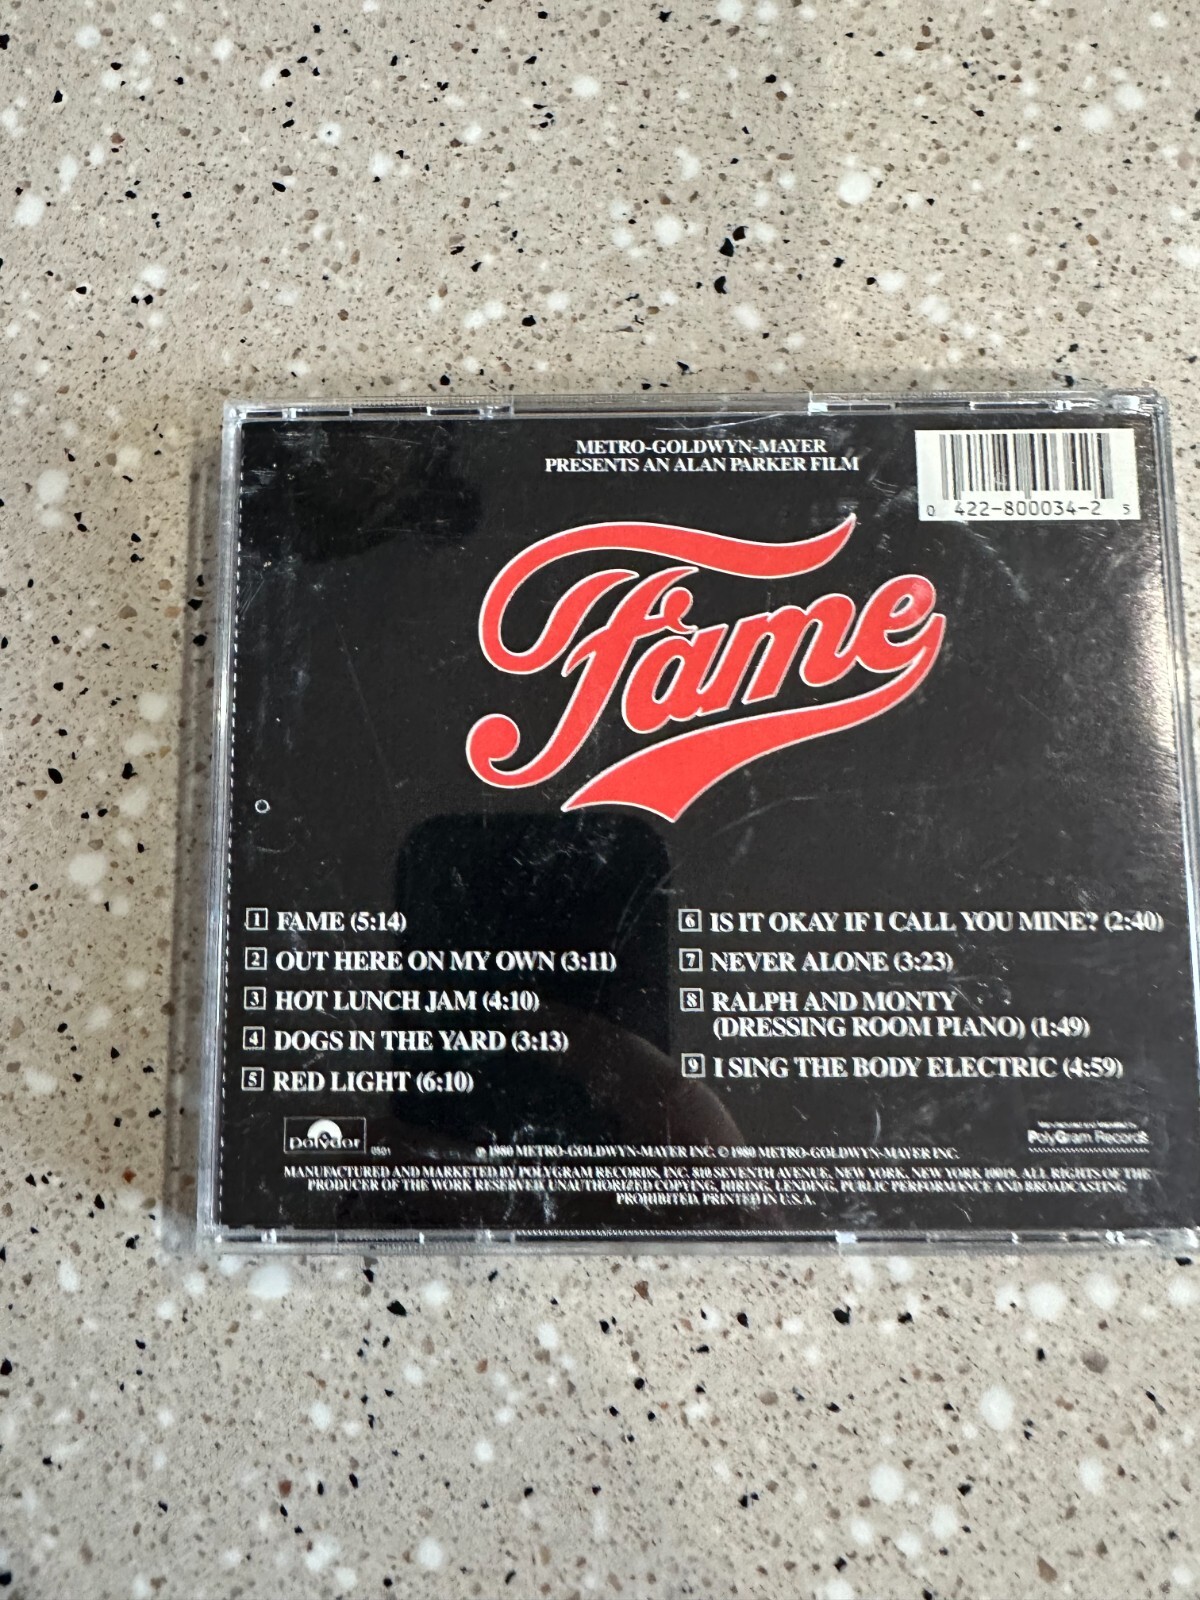 METRO-GOLDWYN-MAYER
PRESENTS AN ALAN PARKER FILM
0 422-800034-2 5
Fame
1 FAME (5:14)
2 OUT HERE ON MY OWN (3:11)
3 HOT LUNCH JAM (4:10)
4 DOGS IN THE YARD (3:13)
5 RED LIGHT (6:10)
6 IS IT OKAY IF I CALL YOU MINE? (2:40)
7 NEVER ALONE (3:23)
8 RALPH AND MONTY
(DRESSING ROOM PIANO) (1:49)
9 I SING THE BODY ELECTRIC (4:59)
polydor
℗ 1980 METRO-GOLDWYN-MAYER INC. © 1980 METRO-GOLDWYN-MAYER INC.
Manufactured and Marketed by
PolyGram Records
MANUFACTURED AND MARKETED BY POLYGRAM RECORDS, INC. 810 SEVENTH AVENUE, NEW YORK, NEW YORK 10019. ALL RIGHTS OF THE
PRODUCER OF THE WORK RESERVED. UNAUTHORIZED COPYING, HIRING, LENDING, PUBLIC PERFORMANCE AND BROADCASTING
PROHIBITED. PRINTED IN U.S.A.